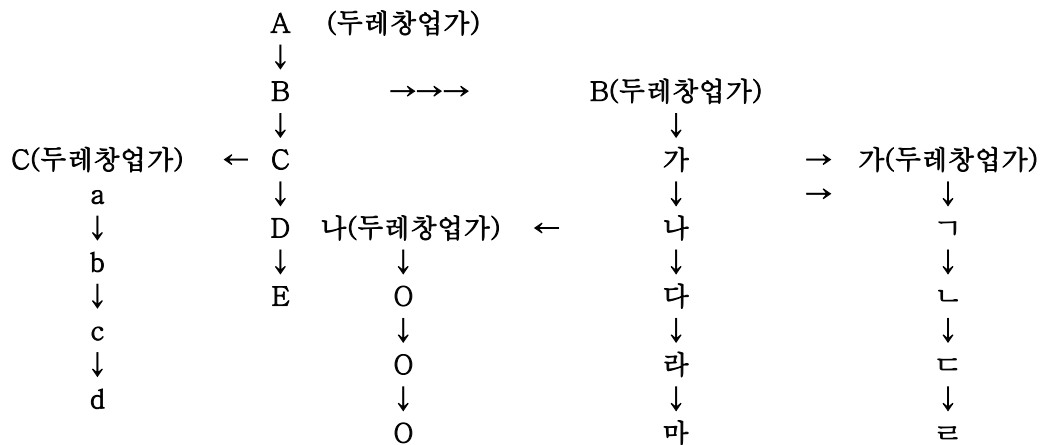 A (두레창업가)
↓
B →→→ B(두레창업가)
↓ ↓
C(두레창업가) ← C 가 → 가(두레창업가)
a ↓ ↓ → ↓
↓ D 나(두레창업가) ← 나 ㄱ
b ↓ ↓ ↓ ↓
↓ E O 다 ㄴ
c ↓ ↓ ↓
↓ O 라 ㄷ
d ↓ ↓ ↓
O 마 ㄹ